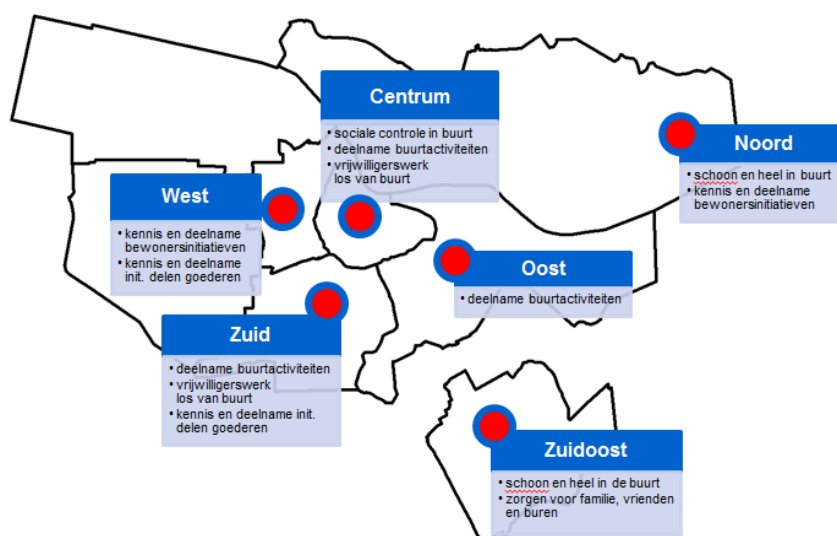 Centrum
• sociale controle in buurt
• deelname buurtactiviteiten
• vrijwilligerswerk
los van buurt
Noord
• schoon en heel in buurt
• kennis en deelname
bewonersinitiatieven
West
• kennis en deelname
bewonersinitiatieven
• kennis en deelname
init. delen goederen
Oost
• deelname buurtactiviteiten
Zuid
• deelname buurtactiviteiten
• vrijwilligerswerk
los van buurt
• kennis en deelname init.
delen goederen
Zuidoost
• schoon en heel in de buurt
• zorgen voor familie, vrienden
en buren